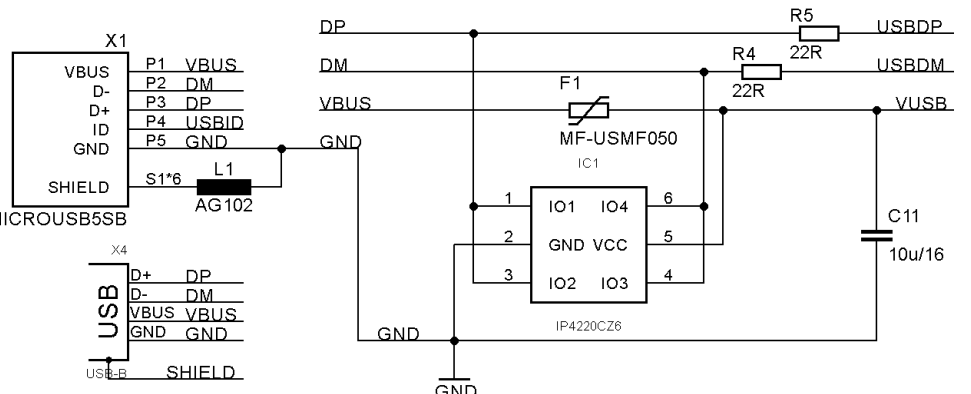 X1
VBUS P1 VBUS
D- P2 DM
D+ P3 DP
ID P4 USBID
GND P5 GND GND
SHIELD S1*6 L1
AG102
ICROUSB5SB
X4
USB
D+ DP
D- DM
VBUS VBUS
GND GND
USB-B
SHIELD
DP R5 USBDP
22R
DM R4 USBDM
22R
VBUS F1 VUSB
MF-USMF050
IC1
1 IO1 IO4 6
2 GND VCC 5
3 IO2 IO3 4
IP4220CZ6
C11
10u/16
GND
GND